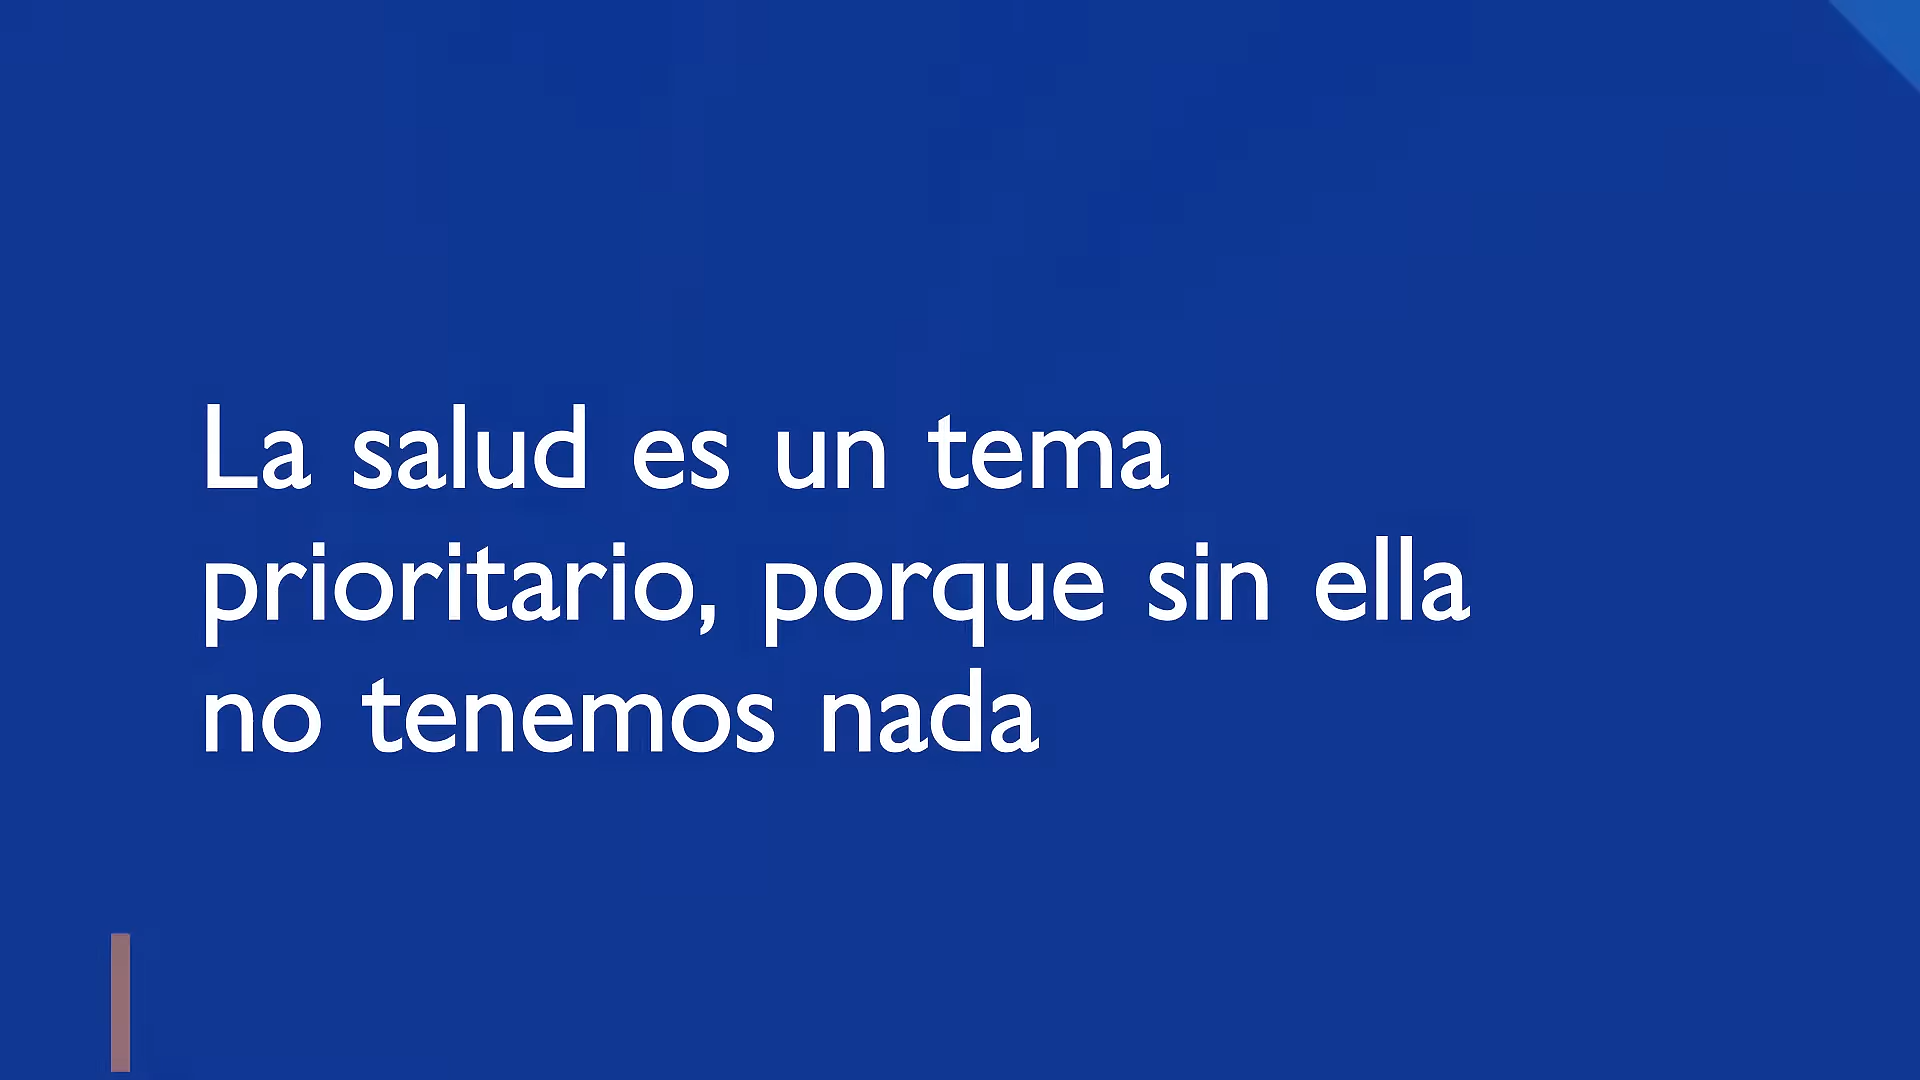 La salud es un tema
prioritario, porque sin ella
no tenemos nada